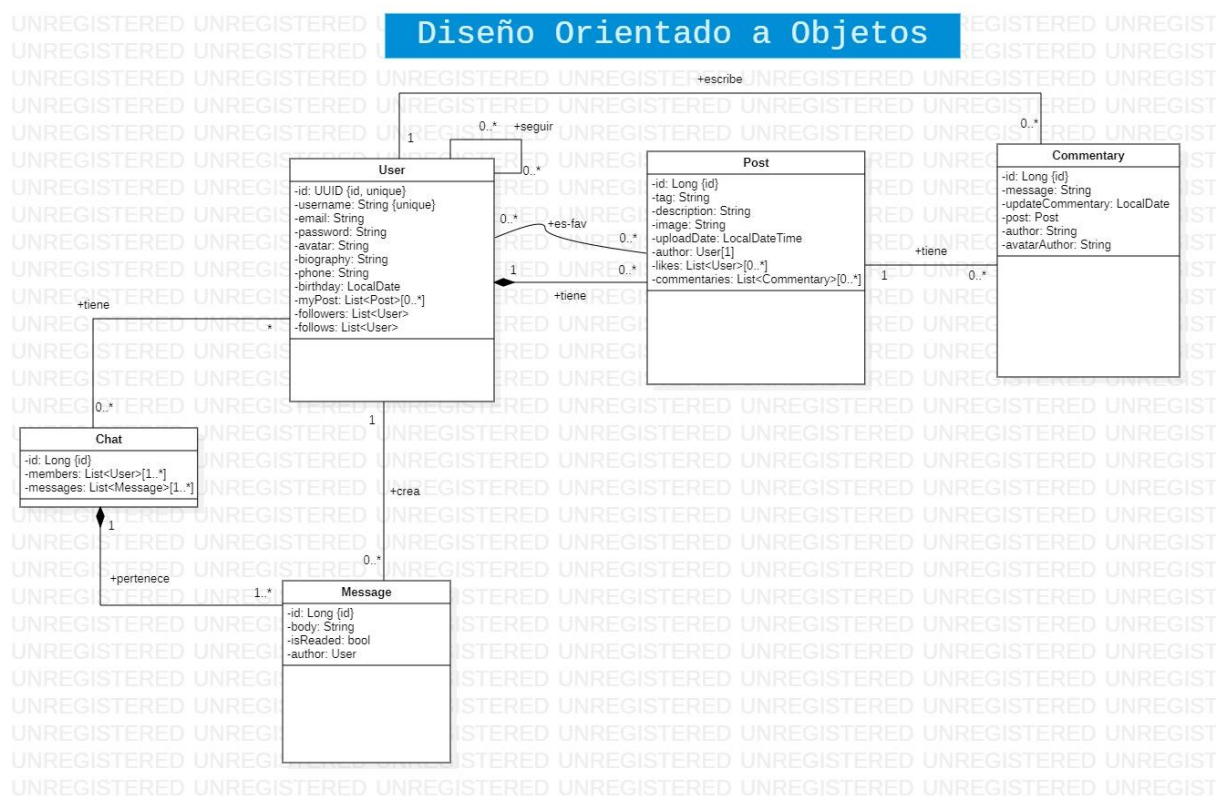 Diseño Orientado a Objetos
+escribe
1
0..*
0..*
+seguir
0..*
User
-id: UUID {id, unique}
-username: String {unique}
-email: String
-password: String
-avatar: String
-biography: String
-phone: String
-birthday: LocalDate
-myPost: List<Post>[0..*]
-followers: List<User>
-follows: List<User>
0..*
+es-fav
0..*
1
0..*
+tiene
Post
-id: Long {id}
-tag: String
-description: String
-image: String
-uploadDate: LocalDateTime
-author: User[1]
-likes: List<User>[0..*]
-commentaries: List<Commentary>[0..*]
+tiene
1
0..*
Commentary
-id: Long {id}
-message: String
-updateCommentary: LocalDate
-post: Post
-author: String
-avatarAuthor: String
+tiene
*
0..*
Chat
-id: Long {id}
-members: List<User>[1..*]
-messages: List<Message>[1..*]
1
+crea
0..*
1
+pertenece
1..*
Message
-id: Long {id}
-body: String
-isReaded: bool
-author: User
UNREGISTERED